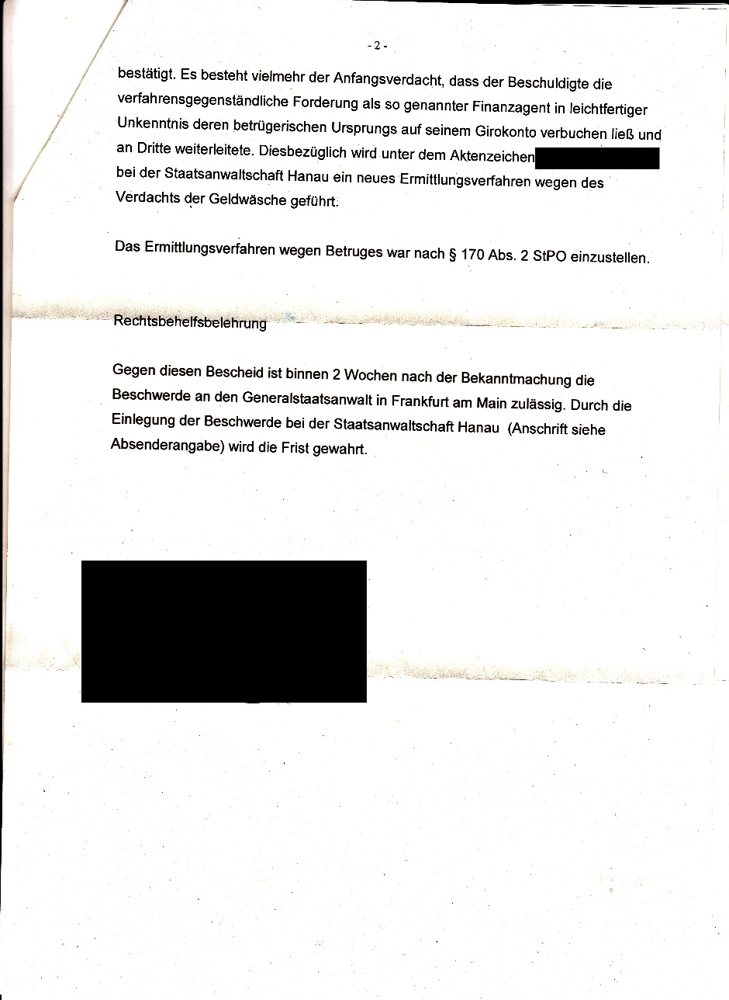 - 2 -
bestätigt. Es besteht vielmehr der Anfangsverdacht, dass der Beschuldigte die
verfahrensgegenständliche Forderung als so genannter Finanzagent in leichtfertiger
Unkenntnis deren betrügerischen Ursprungs auf seinem Girokonto verbuchen ließ und
an Dritte weiterleitete. Diesbezüglich wird unter dem Aktenzeichen
bei der Staatsanwaltschaft Hanau ein neues Ermittlungsverfahren wegen des
Verdachts der Geldwäsche geführt.
Das Ermittlungsverfahren wegen Betruges war nach § 170 Abs. 2 StPO einzustellen.
Rechtsbehelfsbelehrung
Gegen diesen Bescheid ist binnen 2 Wochen nach der Bekanntmachung die
Beschwerde an den Generalstaatsanwalt in Frankfurt am Main zulässig. Durch die
Einlegung der Beschwerde bei der Staatsanwaltschaft Hanau (Anschrift siehe
Absenderangabe) wird die Frist gewahrt.